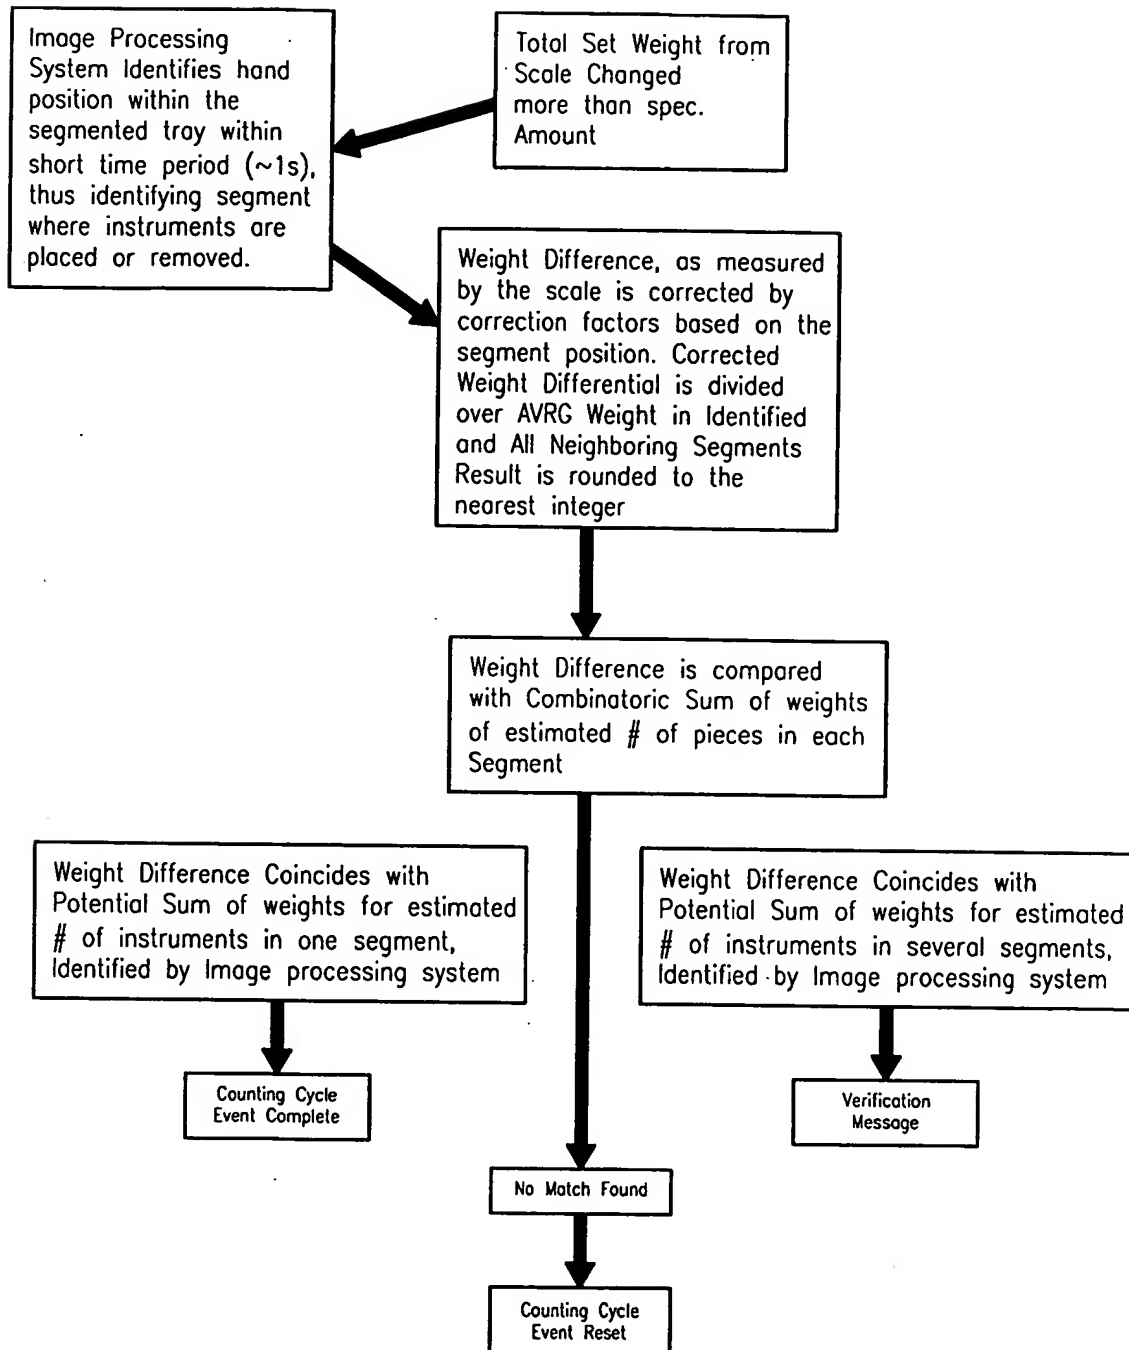 Image Processing
System Identifies hand
position within the
segmented tray within
short time period (~1s),
thus identifying segment
where instruments are
placed or removed.
Total Set Weight from
Scale Changed
more than spec.
Amount
Weight Difference, as measured
by the scale is corrected by
correction factors based on the
segment position. Corrected
Weight Differential is divided
over AVRG Weight in Identified
and All Neighboring Segments
Result is rounded to the
nearest integer
Weight Difference is compared
with Combinatoric Sum of weights
of estimated # of pieces in each
Segment
Weight Difference Coincides with
Potential Sum of weights for estimated
# of instruments in one segment,
Identified by Image processing system
Weight Difference Coincides with
Potential Sum of weights for estimated
# of instruments in several segments,
Identified by Image processing system
Counting Cycle
Event Complete
Verification
Message
No Match Found
Counting Cycle
Event Reset